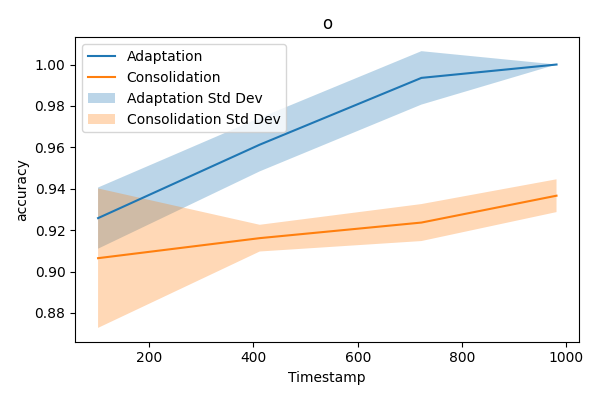 o
Adaptation
Consolidation
Adaptation Std Dev
Consolidation Std Dev
accuracy
1.00
0.98
0.96
0.94
0.92
0.90
0.88
200 400 600 800 1000
Timestamp